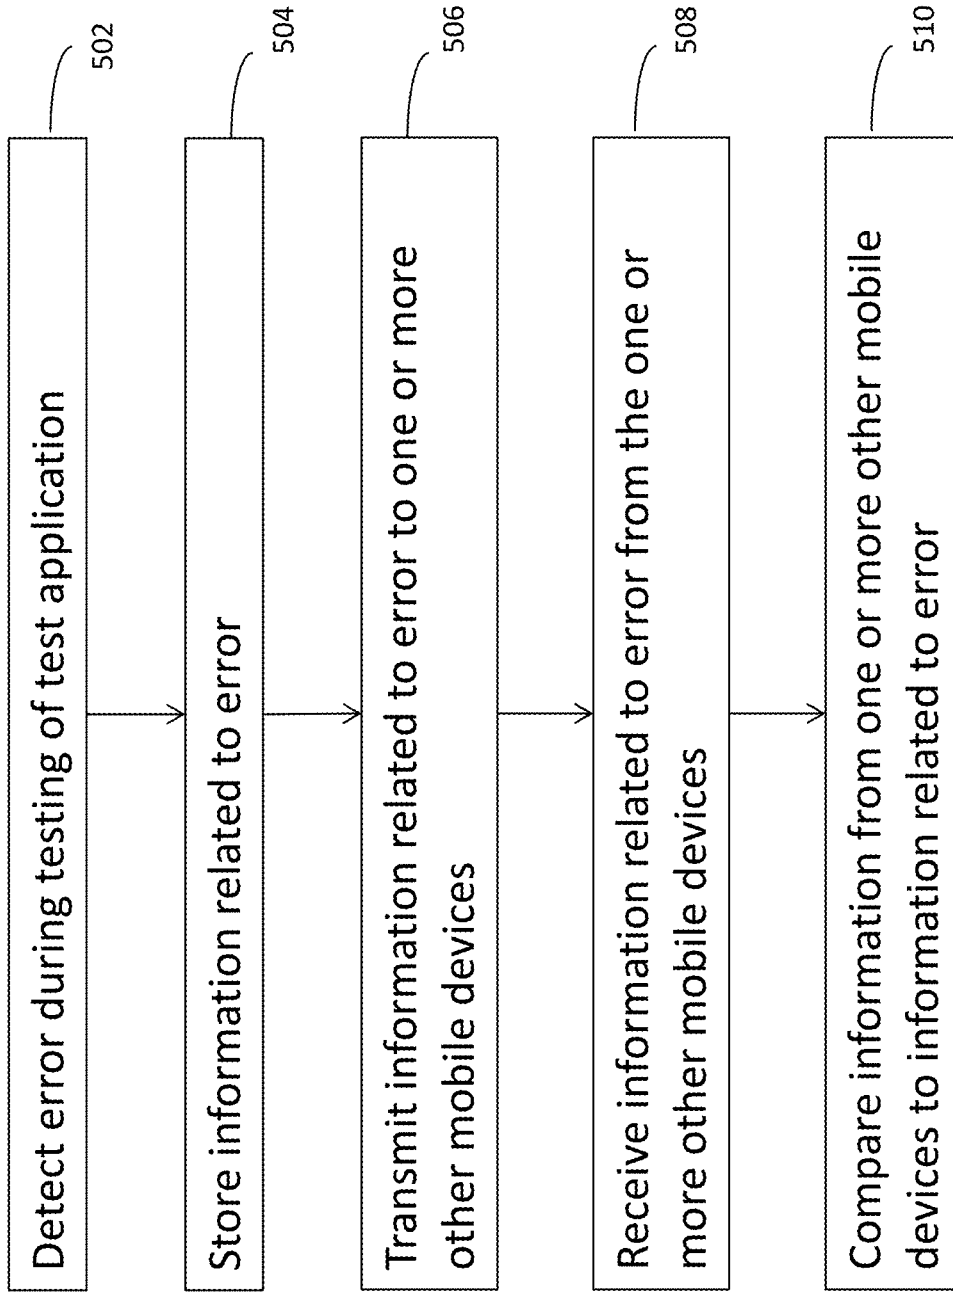 Detect error during testing of test application
502
Store information related to error
504
Transmit information related to error to one or more
other mobile devices
506
Receive information related to error from the one or
more other mobile devices
508
Compare information from one or more other mobile
devices to information related to error
510